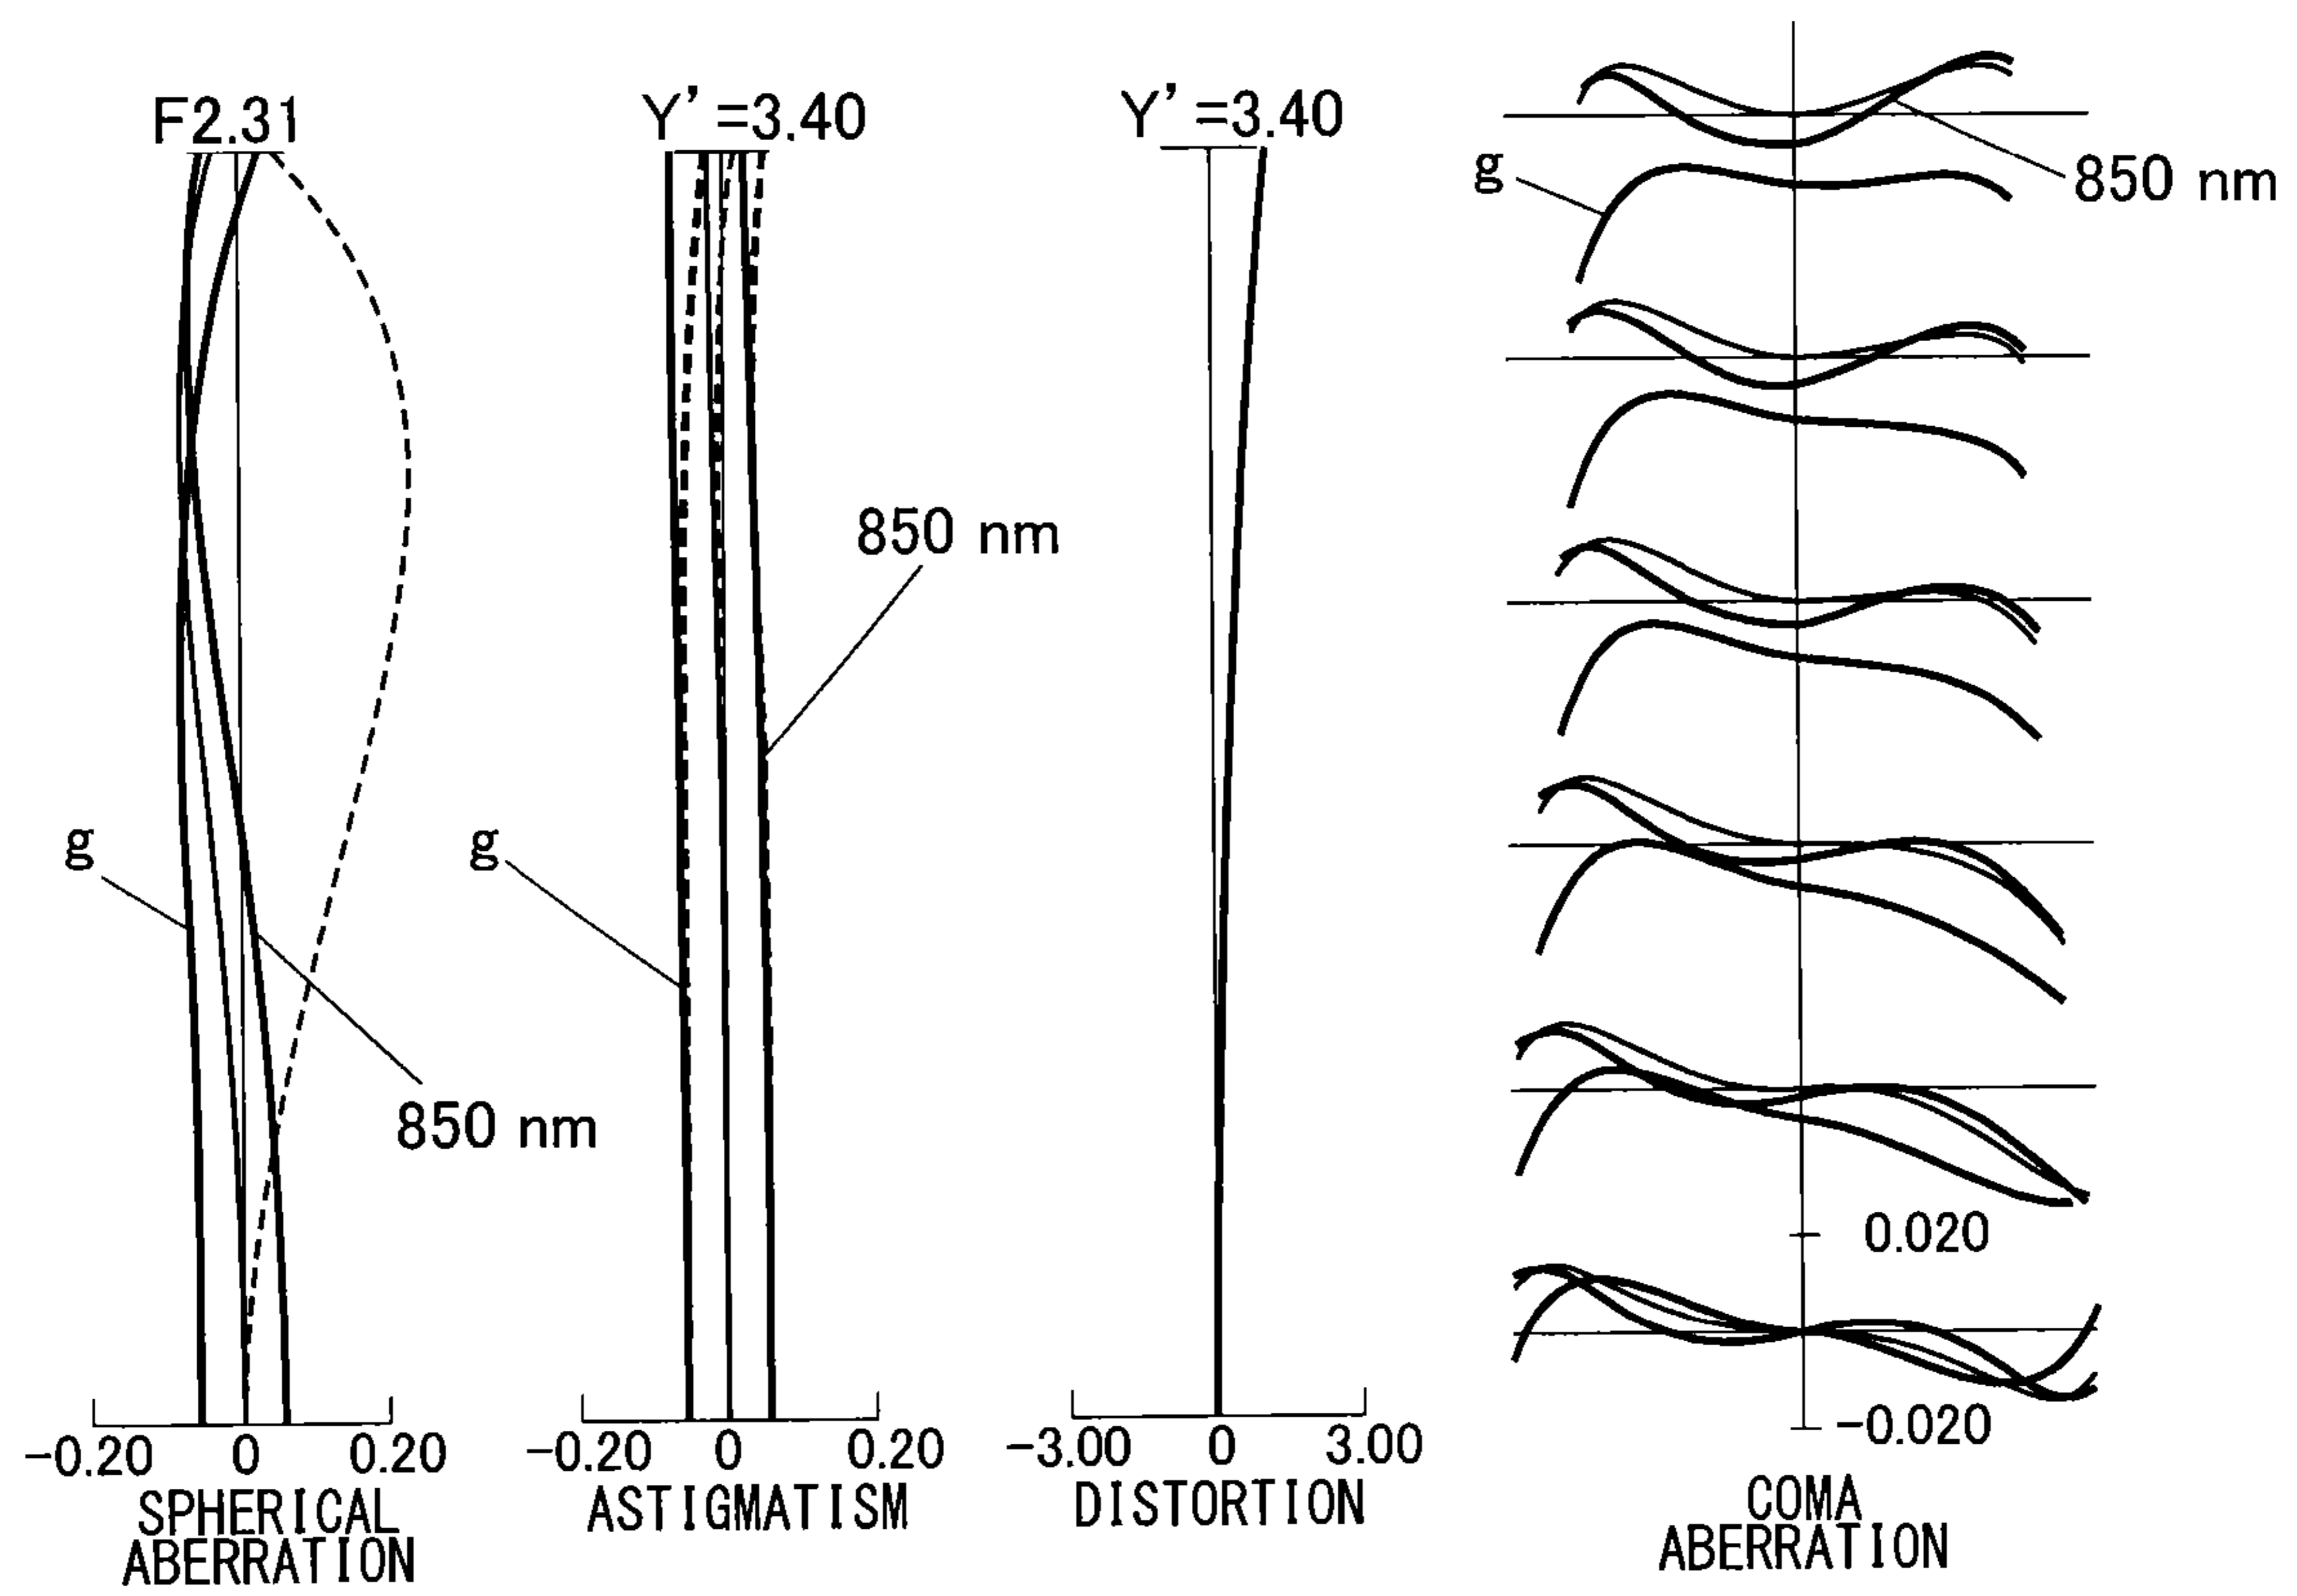 F2.31
Y'=3.40
Y'=3.40
g
850 nm
850 nm
g
g
850 nm
0.020
-0.020
-0.20 0 0.20
-0.20 0 0.20
-3.00 0 3.00
SPHERICAL
ABERRATION
ASTIGMATISM
DISTORTION
COMA
ABERRATION